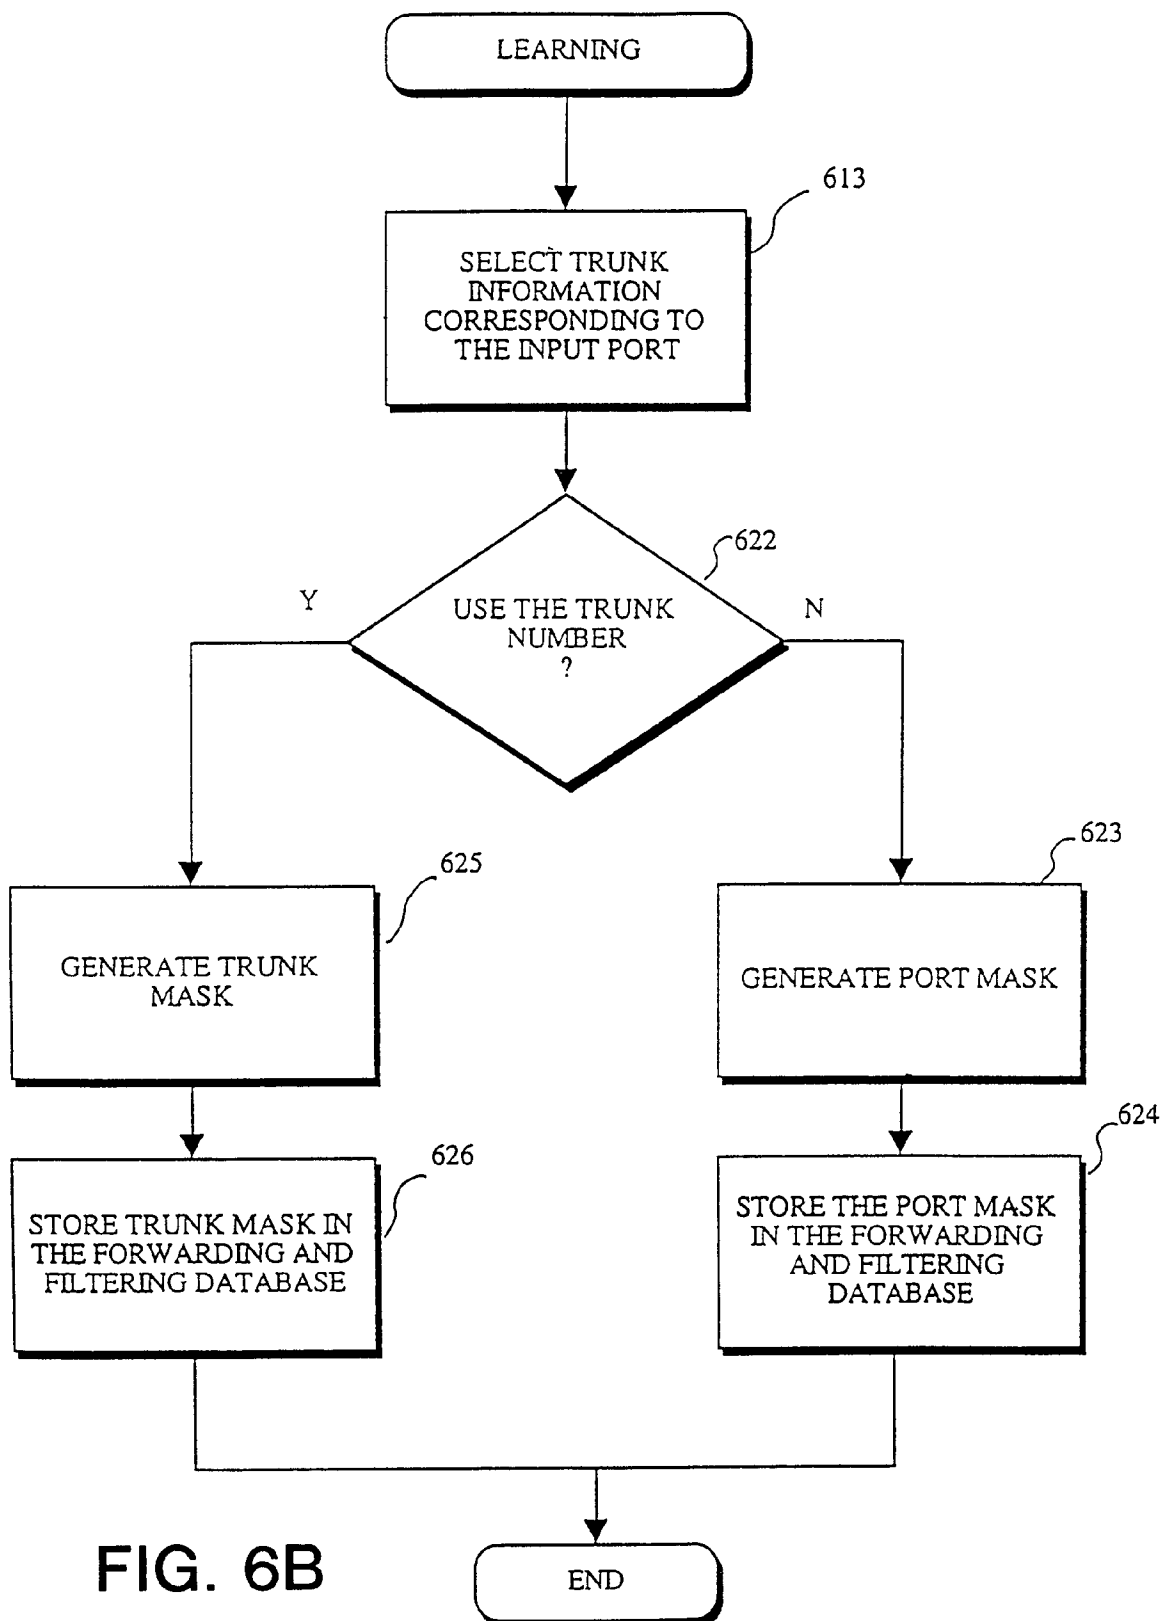 LEARNING
613
SELECT TRUNK
INFORMATION
CORRESPONDING TO
THE INPUT PORT
622
Y
USE THE TRUNK
NUMBER
?
N
625
623
GENERATE TRUNK
MASK
GENERATE PORT MASK
626
624
STORE TRUNK MASK IN
THE FORWARDING AND
FILTERING DATABASE
STORE THE PORT MASK
IN THE FORWARDING
AND FILTERING
DATABASE
FIG. 6B
END